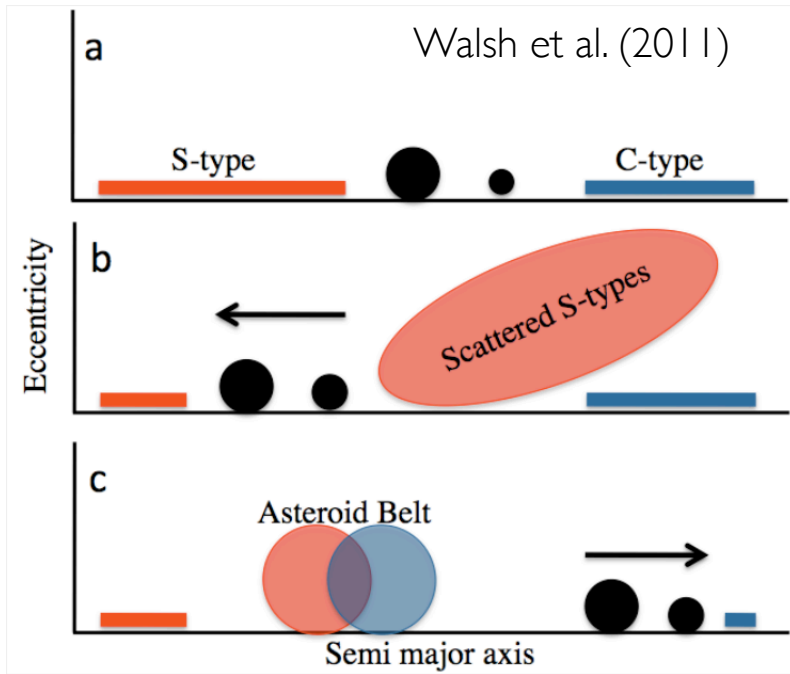 Walsh et al. (2011)
a
S-type
C-type
b
Scattered S-types
Eccentricity
c
Asteroid Belt
Semi major axis